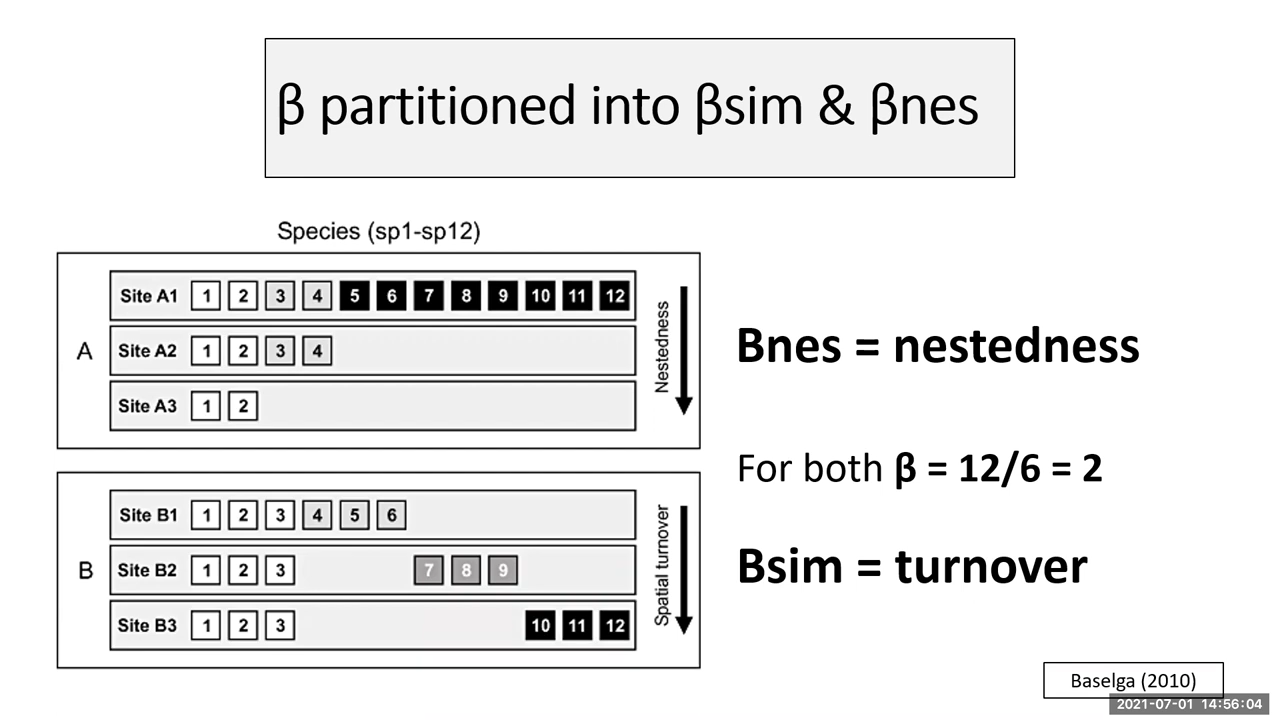 β partitioned into βsim & βnes
Species (sp1-sp12)
A
Site A1 1 2 3 4 5 6 7 8 9 10 11 12
Site A2 1 2 3 4
Site A3 1 2
Nestedness
Bnes = nestedness
For both β = 12/6 = 2
B
Site B1 1 2 3 4 5 6
Site B2 1 2 3 7 8 9
Site B3 1 2 3 10 11 12
Spatial turnover
Bsim = turnover
Baselga (2010)
2021-07-01 14:56:04